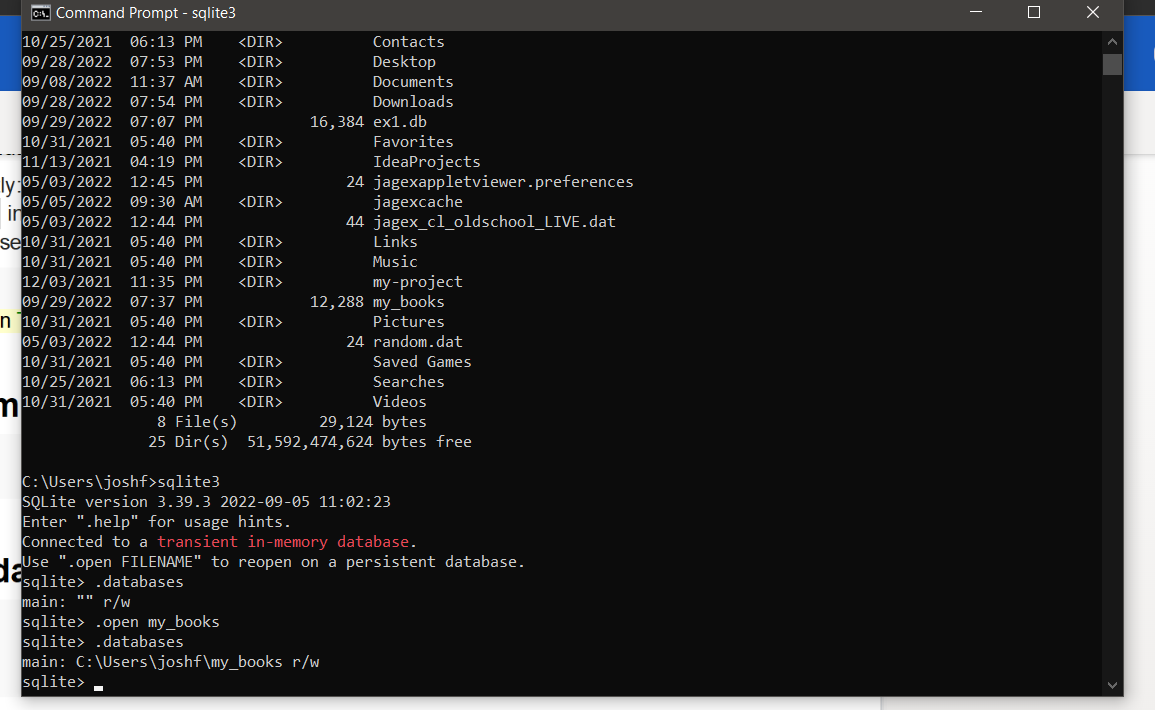 Command Prompt - sqlite3
10/25/2021  06:13 PM    <DIR>          Contacts
09/28/2022  07:53 PM    <DIR>          Desktop
09/08/2022  11:37 AM    <DIR>          Documents
09/28/2022  07:54 PM    <DIR>          Downloads
09/29/2022  07:07 PM            16,384 ex1.db
10/31/2021  05:40 PM    <DIR>          Favorites
11/13/2021  04:19 PM    <DIR>          IdeaProjects
05/03/2022  12:45 PM                24 jagexappletviewer.preferences
05/05/2022  09:30 AM    <DIR>          jagexcache
05/03/2022  12:44 PM                44 jagex_cl_oldschool_LIVE.dat
10/31/2021  05:40 PM    <DIR>          Links
10/31/2021  05:40 PM    <DIR>          Music
12/03/2021  11:35 PM    <DIR>          my-project
09/29/2022  07:37 PM            12,288 my_books
10/31/2021  05:40 PM    <DIR>          Pictures
05/03/2022  12:44 PM                24 random.dat
10/31/2021  05:40 PM    <DIR>          Saved Games
10/25/2021  06:13 PM    <DIR>          Searches
10/31/2021  05:40 PM    <DIR>          Videos
               8 File(s)         29,124 bytes
              25 Dir(s)  51,592,474,624 bytes free
C:\Users\joshf>sqlite3
SQLite version 3.39.3 2022-09-05 11:02:23
Enter ".help" for usage hints.
Connected to a transient in-memory database.
Use ".open FILENAME" to reopen on a persistent database.
sqlite> .databases
main: "" r/w
sqlite> .open my_books
sqlite> .databases
main: C:\Users\joshf\my_books r/w
sqlite>